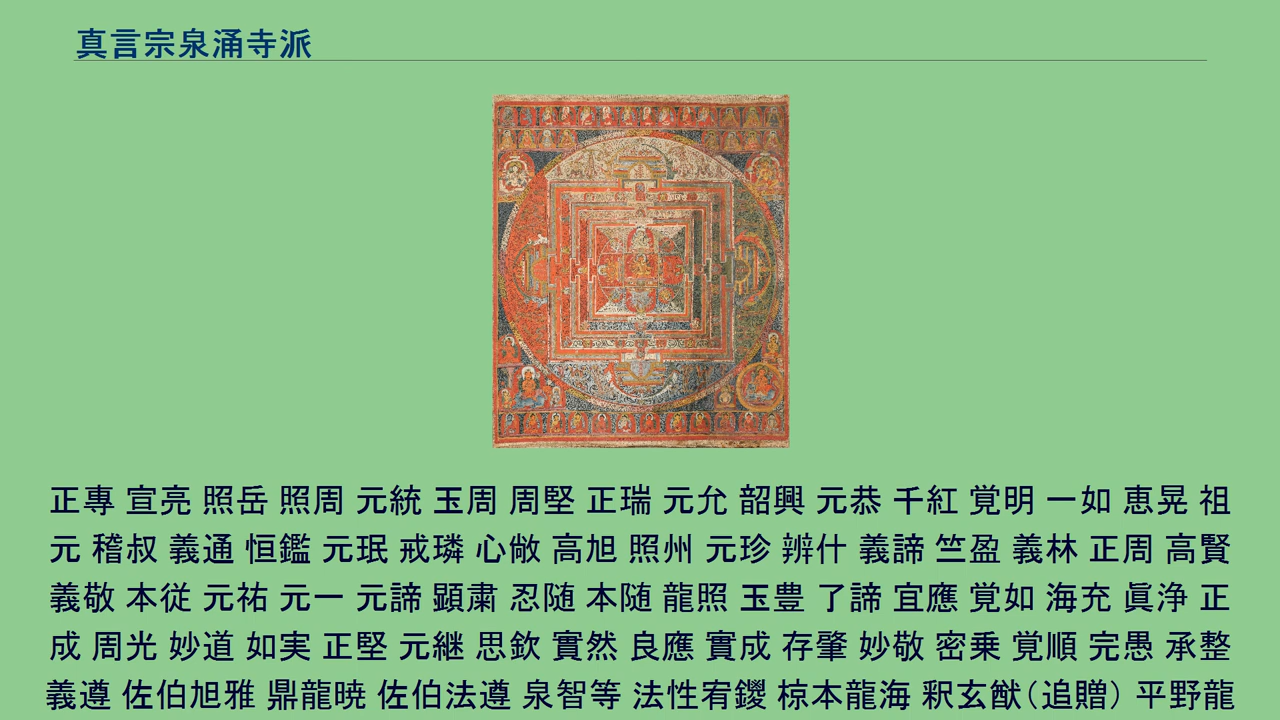 真言宗泉涌寺派
正專 宣亮 照岳 照周 元統 玉周 周堅 正瑞 元允 韶興 元恭 千紅 覚明 一如 恵晃 祖
元 稽叔 義通 恒鑑 元珉 戒璘 心敞 高旭 照州 元珍 辨什 義諦 竺盈 義林 正周 高賢
義敬 本従 元祐 元一 元諦 顕粛 忍随 本随 龍照 玉豊 了諦 宜應 覚如 海充 眞浄 正
成 周光 妙道 如実 正堅 元継 思欽 實然 良應 實成 存肇 妙敬 密乗 覚順 完愚 承整
義遵 佐伯旭雅 鼎龍暁 佐伯法遵 泉智等 法性宥鑁 椋本龍海 釈玄猷（追贈） 平野龍